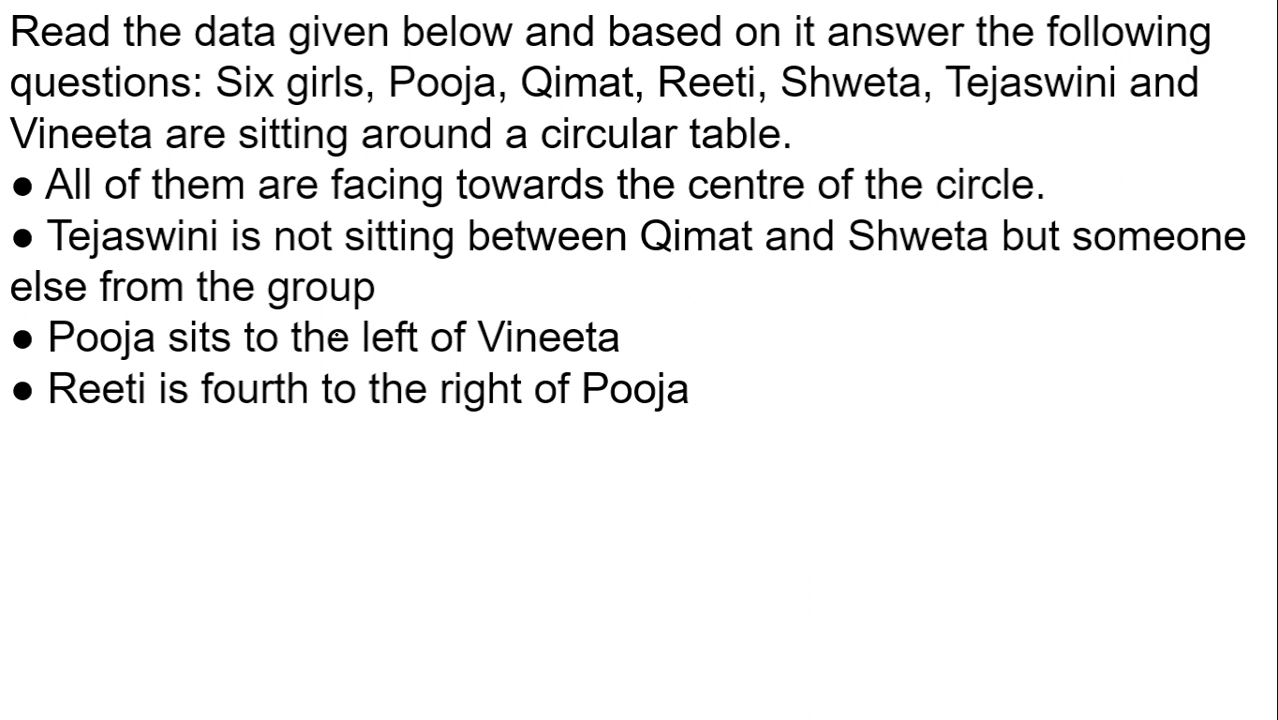 Read the data given below and based on it answer the following
questions: Six girls, Pooja, Qimat, Reeti, Shweta, Tejaswini and
Vineeta are sitting around a circular table.
● All of them are facing towards the centre of the circle.
● Tejaswini is not sitting between Qimat and Shweta but someone
else from the group
● Pooja sits to the left of Vineeta
● Reeti is fourth to the right of Pooja